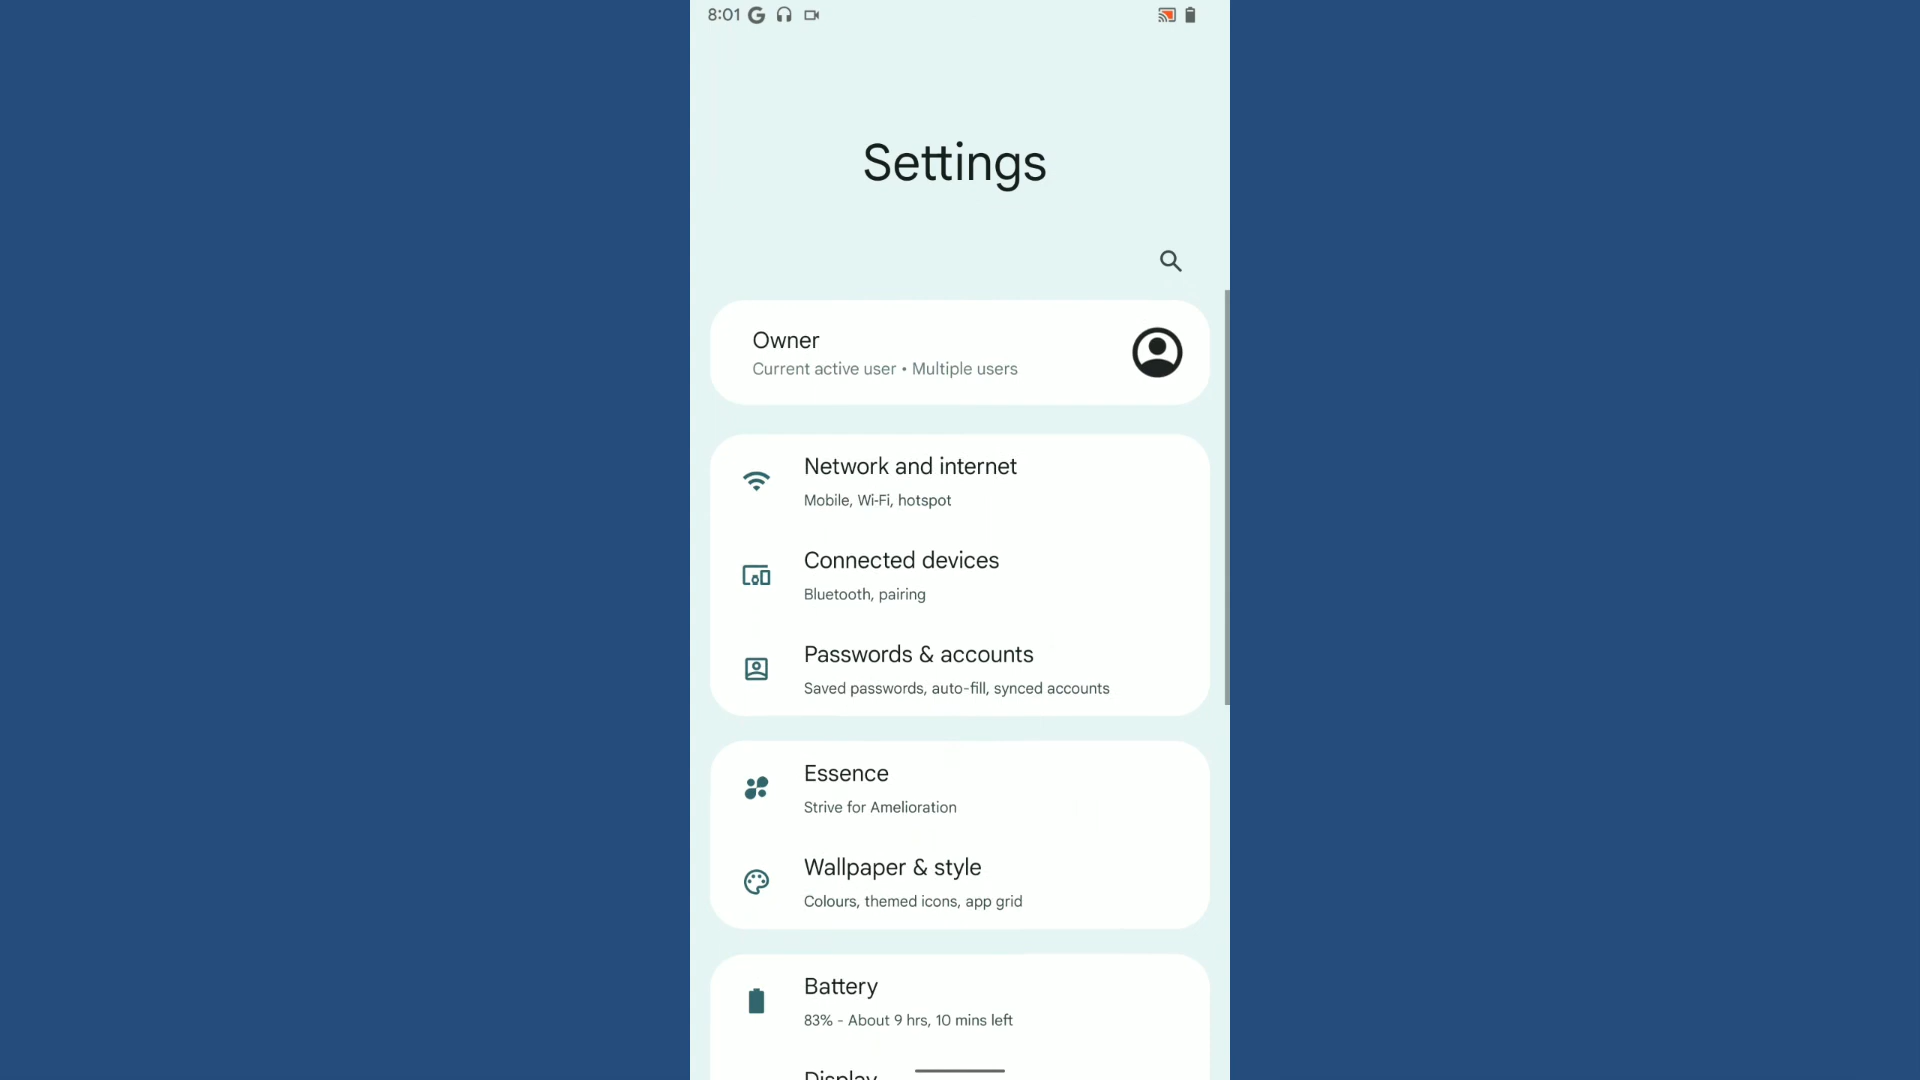 8:01
Settings
Owner
Current active user • Multiple users
Network and internet
Mobile, Wi-Fi, hotspot
Connected devices
Bluetooth, pairing
Passwords & accounts
Saved passwords, auto-fill, synced accounts
Essence
Strive for Amelioration
Wallpaper & style
Colours, themed icons, app grid
Battery
83% - About 9 hrs, 10 mins left
Display